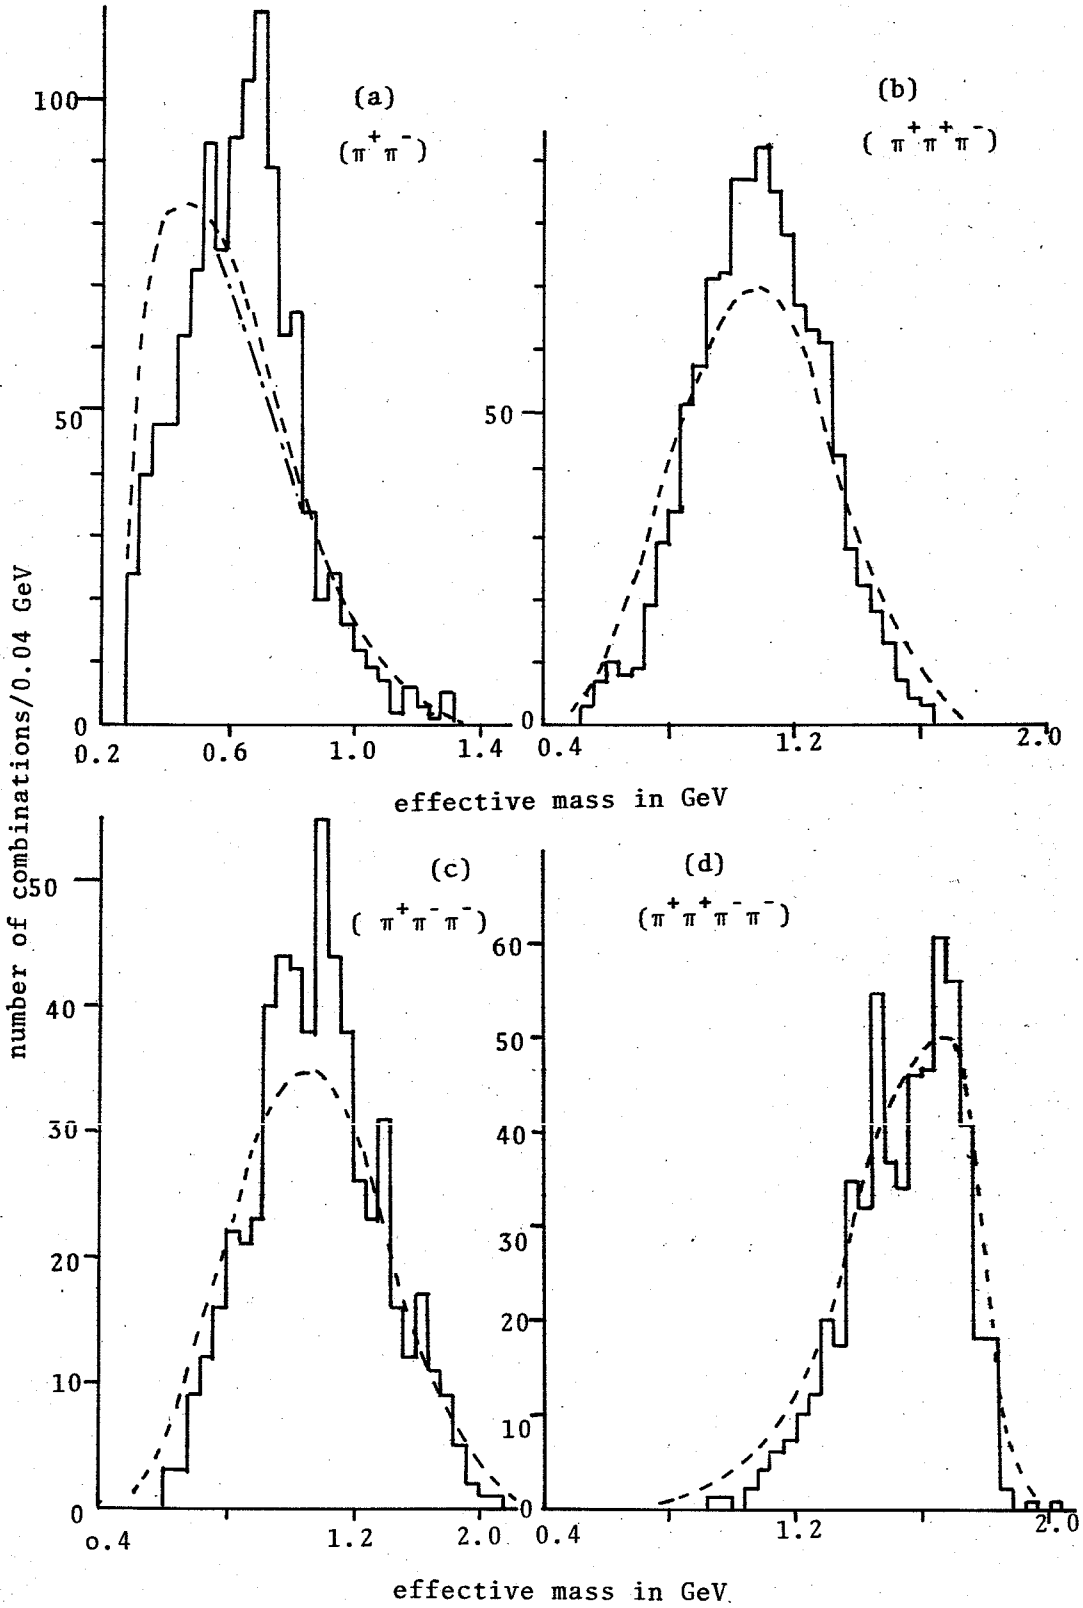 (a)
(π⁺π⁻)
100
50
0
0.2
0.6
1.0
1.4
(b)
( π⁺π⁺π⁻)
50
0
0.4
1.2
2.0
effective mass in GeV
number of combinations/0.04 GeV
(c)
( π⁺π⁻π⁻)
50
40
30
20
10
0
o.4
1.2
2.0
(d)
(π⁺π⁺π⁻π⁻)
60
50
40
30
20
10
0
0.4
1.2
2.0
effective mass in GeV.